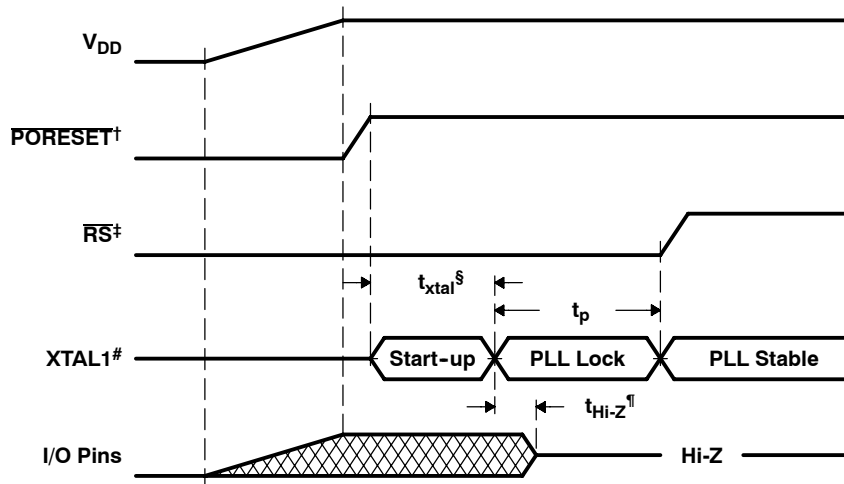 V_DD
PORESET†
RS‡
t_xtal§
t_p
XTAL1#
Start-up
PLL Lock
PLL Stable
t_Hi-Z¶
I/O Pins
Hi-Z